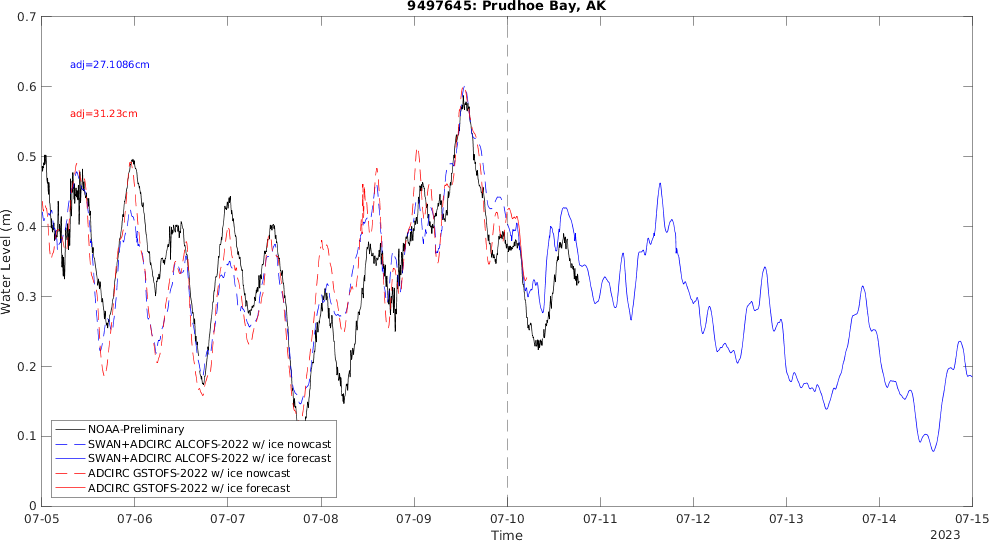 9497645: Prudhoe Bay, AK
0.7
adj=27.1086cm
0.6
adj=31.23cm
0.5
0.4
0.3
0.2
0.1
0
Water Level (m)
NOAA-Preliminary
SWAN+ADCIRC ALCOFS-2022 w/ ice nowcast
SWAN+ADCIRC ALCOFS-2022 w/ ice forecast
ADCIRC GSTOFS-2022 w/ ice nowcast
ADCIRC GSTOFS-2022 w/ ice forecast
07-05 07-06 07-07 07-08 07-09 07-10 07-11 07-12 07-13 07-14 07-15
Time
2023